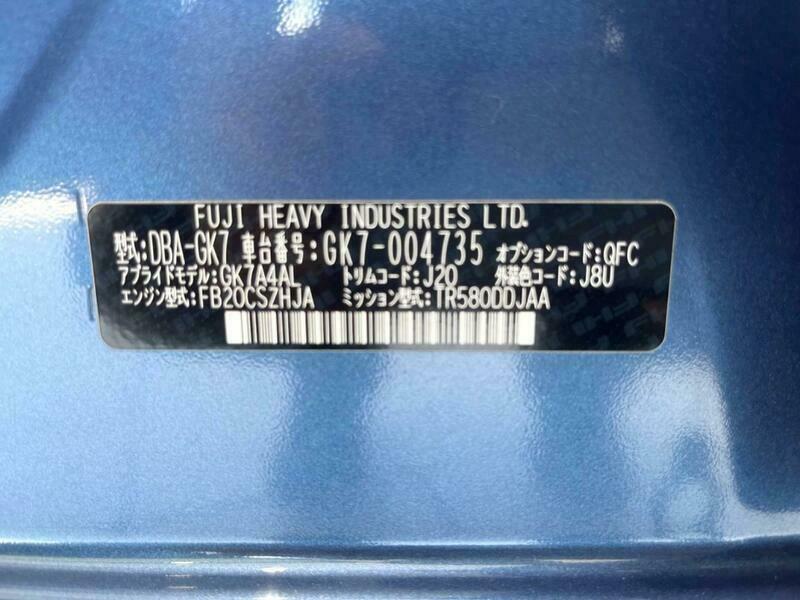 FUJI HEAVY INDUSTRIES LTD.
型式:DBA-GK7 車台番号:GK7-004735 オプションコード:QFC
アプライドモデル:GK7A4AL トリムコード:J20 外装色コード:J8U
エンジン型式:FB20CSZHJA ミッション型式:TR580DDJAA